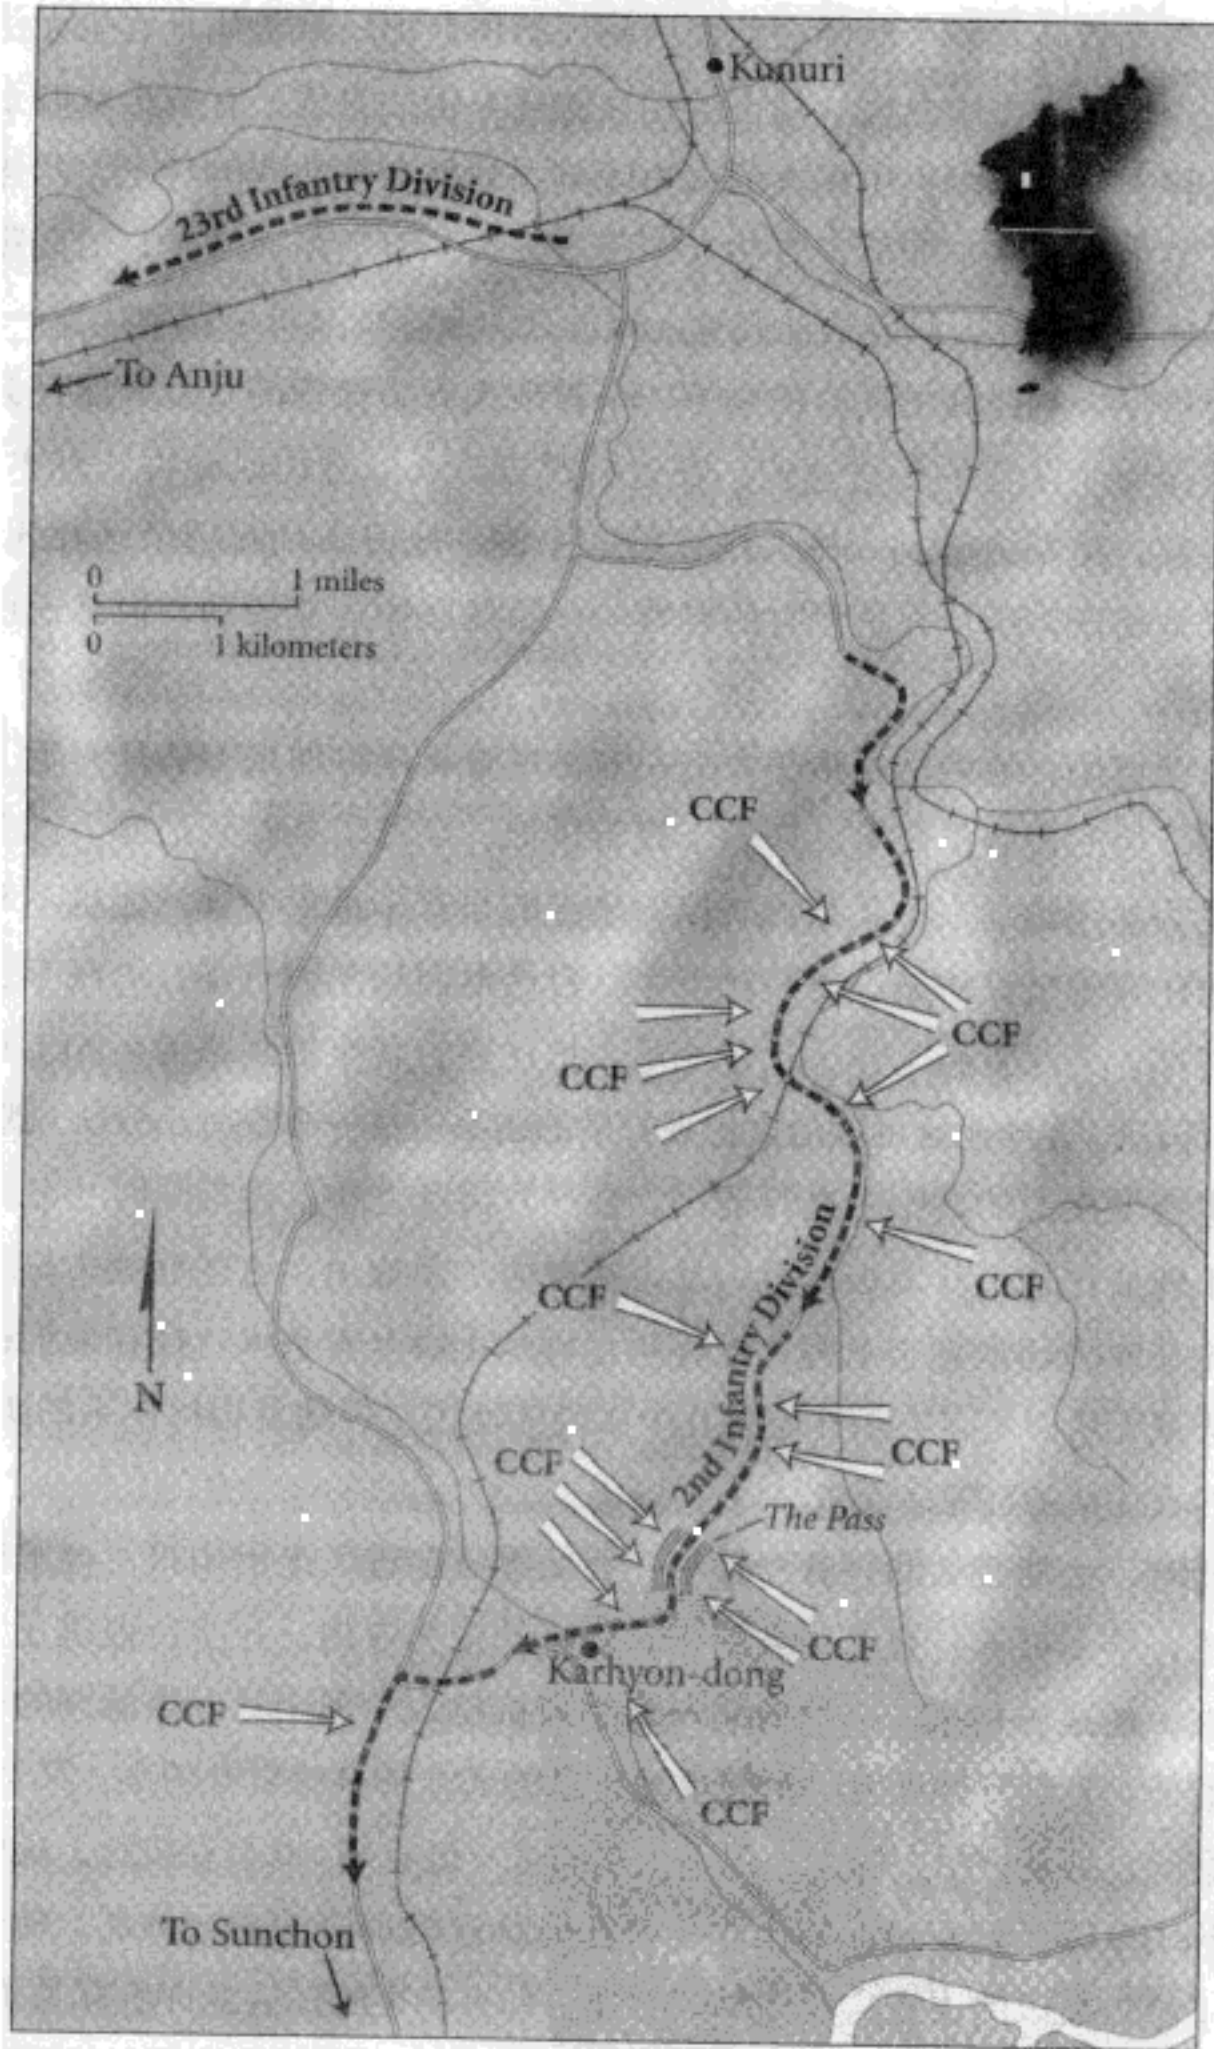 Kunuri
23rd Infantry Division
To Anju
0 1 miles
0 1 kilometers
CCF
CCF
CCF
CCF
CCF
2nd Infantry Division
N
CCF
CCF
The Pass
CCF
Karhyon-dong
CCF
CCF
To Sunchon